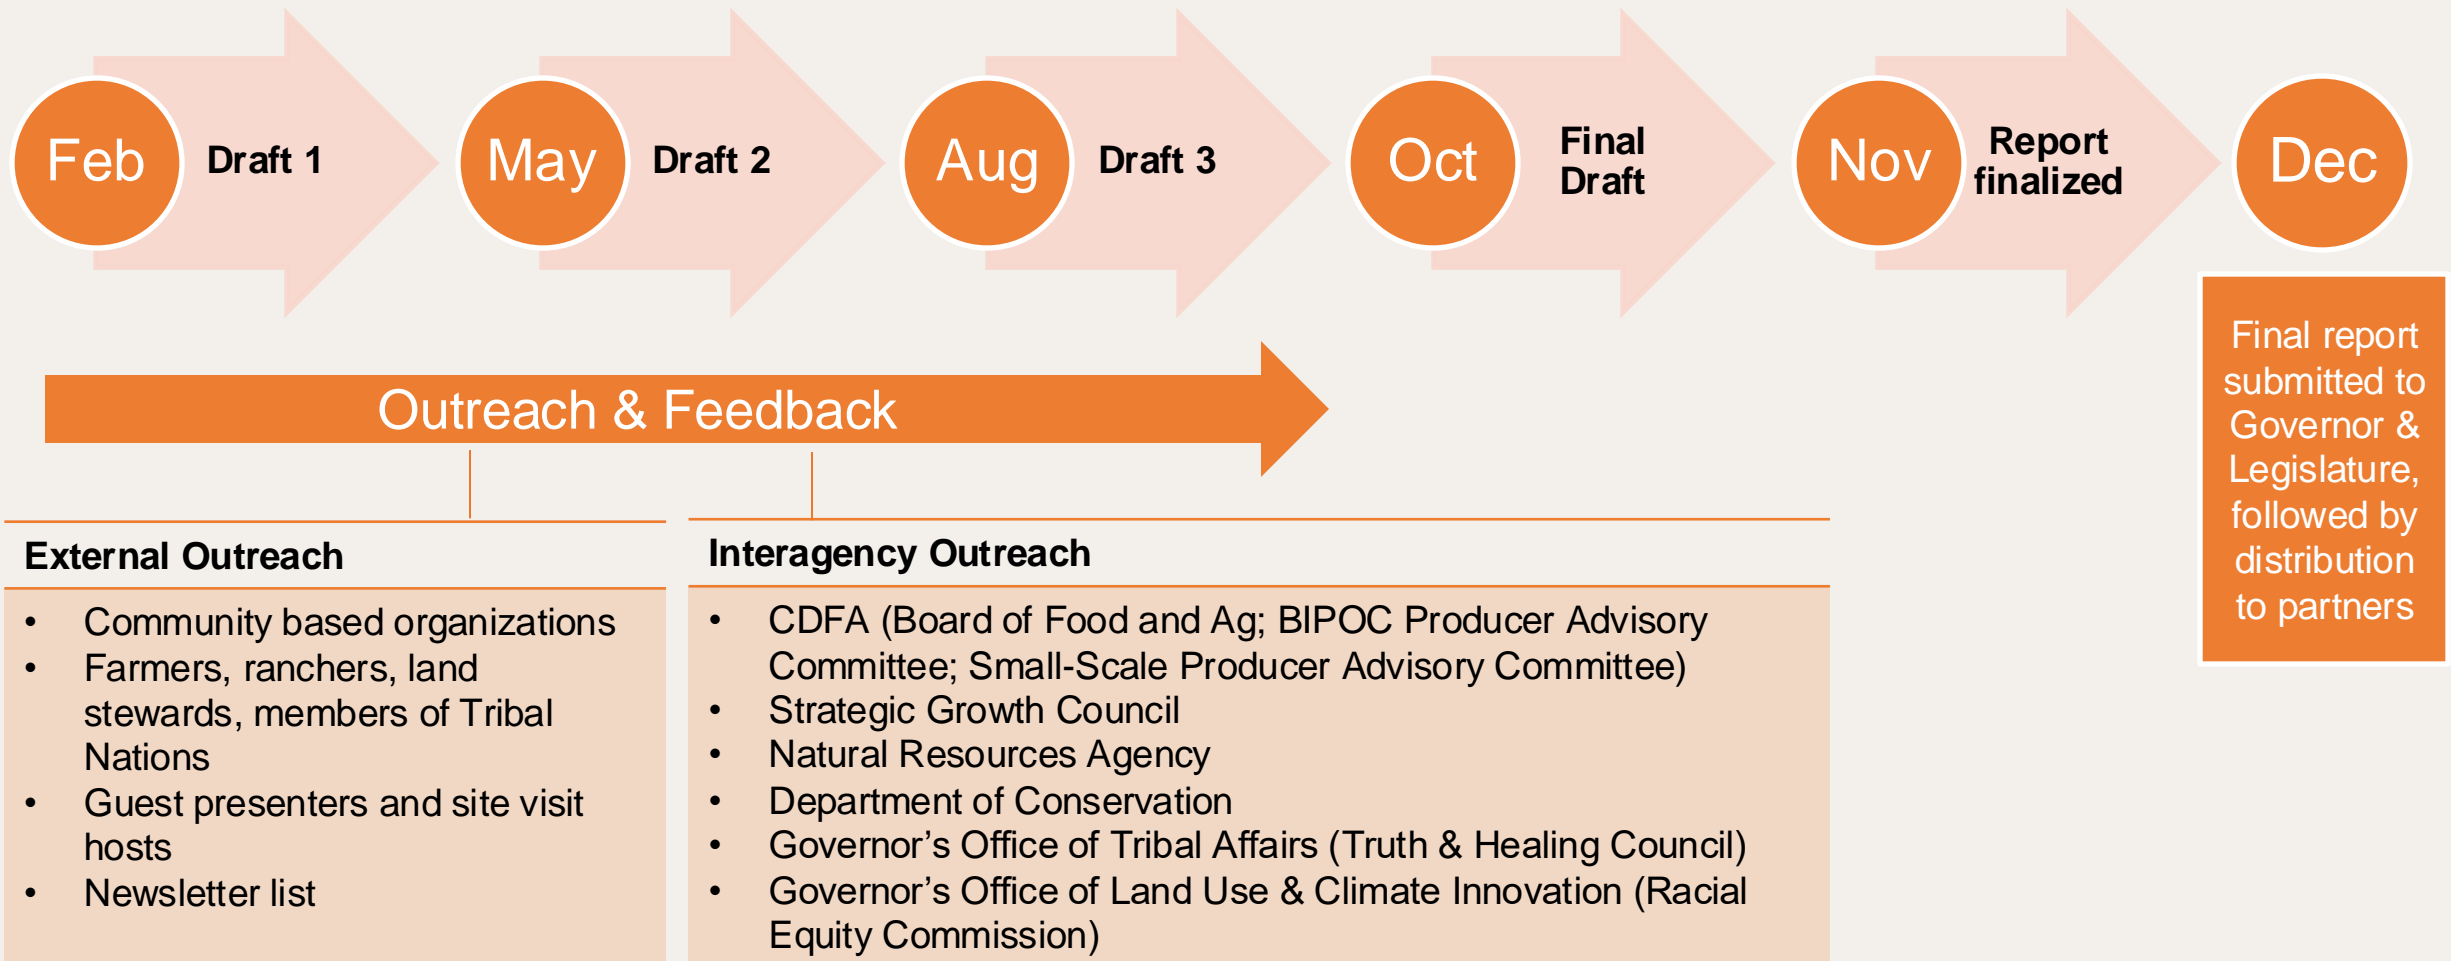 Feb
Draft 1
May
Draft 2
Aug
Draft 3
Oct
Final
Draft
Nov
Report
finalized
Dec
Final report
submitted to
Governor &
Legislature,
followed by
distribution
to partners
Outreach & Feedback
External Outreach
• Community based organizations
• Farmers, ranchers, land
stewards, members of Tribal
Nations
• Guest presenters and site visit
hosts
• Newsletter list
Interagency Outreach
• CDFA (Board of Food and Ag; BIPOC Producer Advisory
Committee; Small-Scale Producer Advisory Committee)
• Strategic Growth Council
• Natural Resources Agency
• Department of Conservation
• Governor’s Office of Tribal Affairs (Truth & Healing Council)
• Governor’s Office of Land Use & Climate Innovation (Racial
Equity Commission)